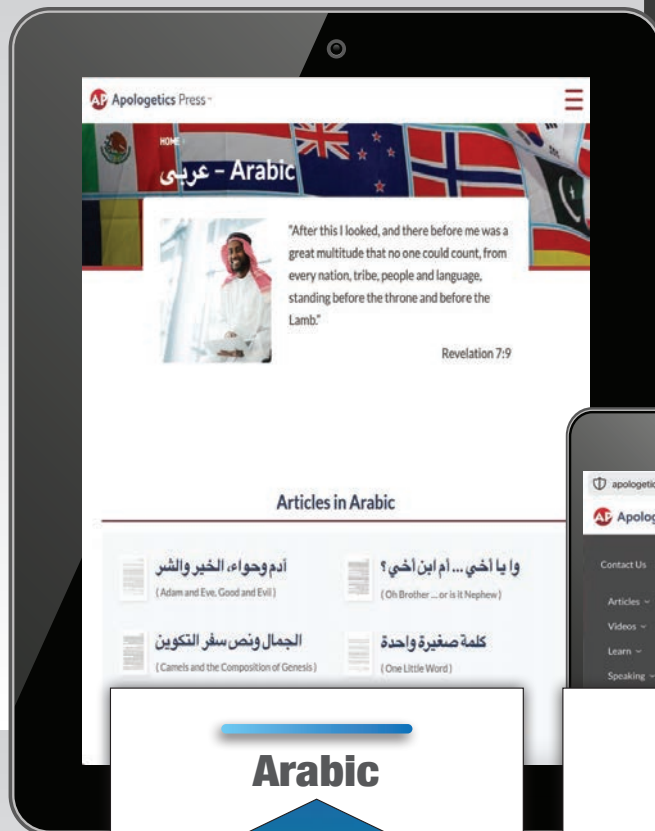 AP Apologetics Press
HOME
عربى – Arabic
"After this I looked, and there before me was a
great multitude that no one could count, from
every nation, tribe, people and language,
standing before the throne and before the
Lamb."
Revelation 7:9
Articles in Arabic
آدم وحواء، الخير والشر
(Adam and Eve, Good and Evil)
وا يا أخي ... أم ابن أخي؟
(Oh Brother ... or is it Nephew)
الجمال ونص سفر التكوين
(Camels and the Composition of Genesis)
كلمة صغيرة واحدة
(One Little Word)
Arabic
apologetic
AP Apolog
Contact Us
Articles
Videos
Learn
Speaking